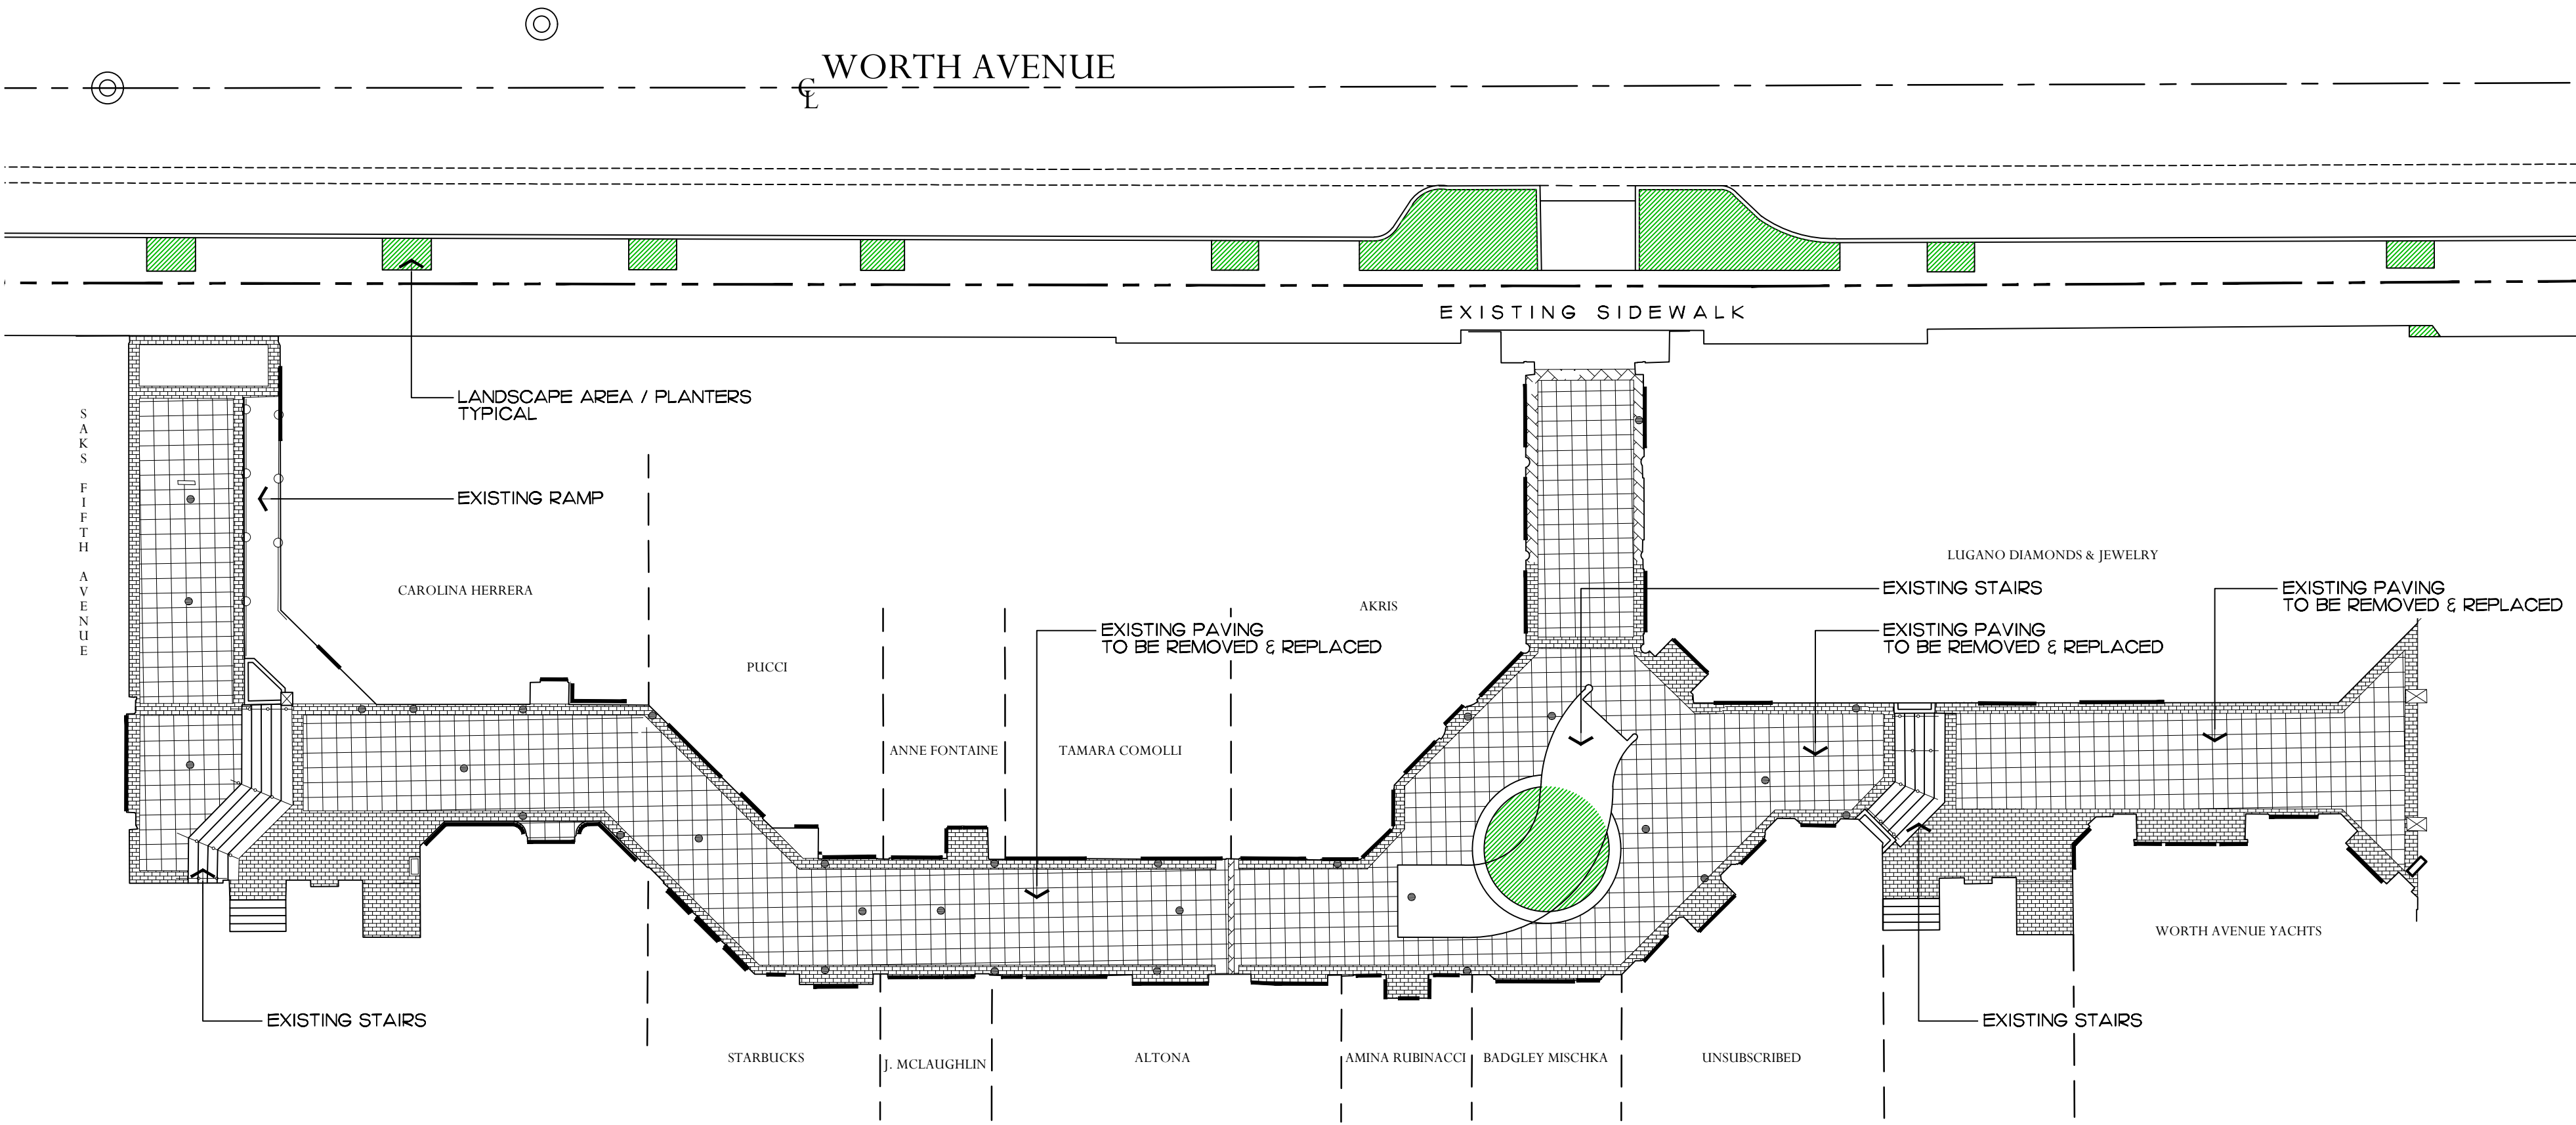 WORTH AVENUE
CL
EXISTING SIDEWALK
LANDSCAPE AREA / PLANTERS
TYPICAL
SAKS FIFTH AVENUE
EXISTING RAMP
LUGANO DIAMONDS & JEWELRY
CAROLINA HERRERA
EXISTING STAIRS
EXISTING PAVING
TO BE REMOVED & REPLACED
AKRIS
EXISTING PAVING
TO BE REMOVED & REPLACED
EXISTING PAVING
TO BE REMOVED & REPLACED
PUCCI
ANNE FONTAINE
TAMARA COMOLLI
WORTH AVENUE YACHTS
EXISTING STAIRS
EXISTING STAIRS
STARBUCKS
J. MCLAUGHLIN
ALTONA
AMINA RUBINACCI
BADGLEY MISCHKA
UNSUBSCRIBED